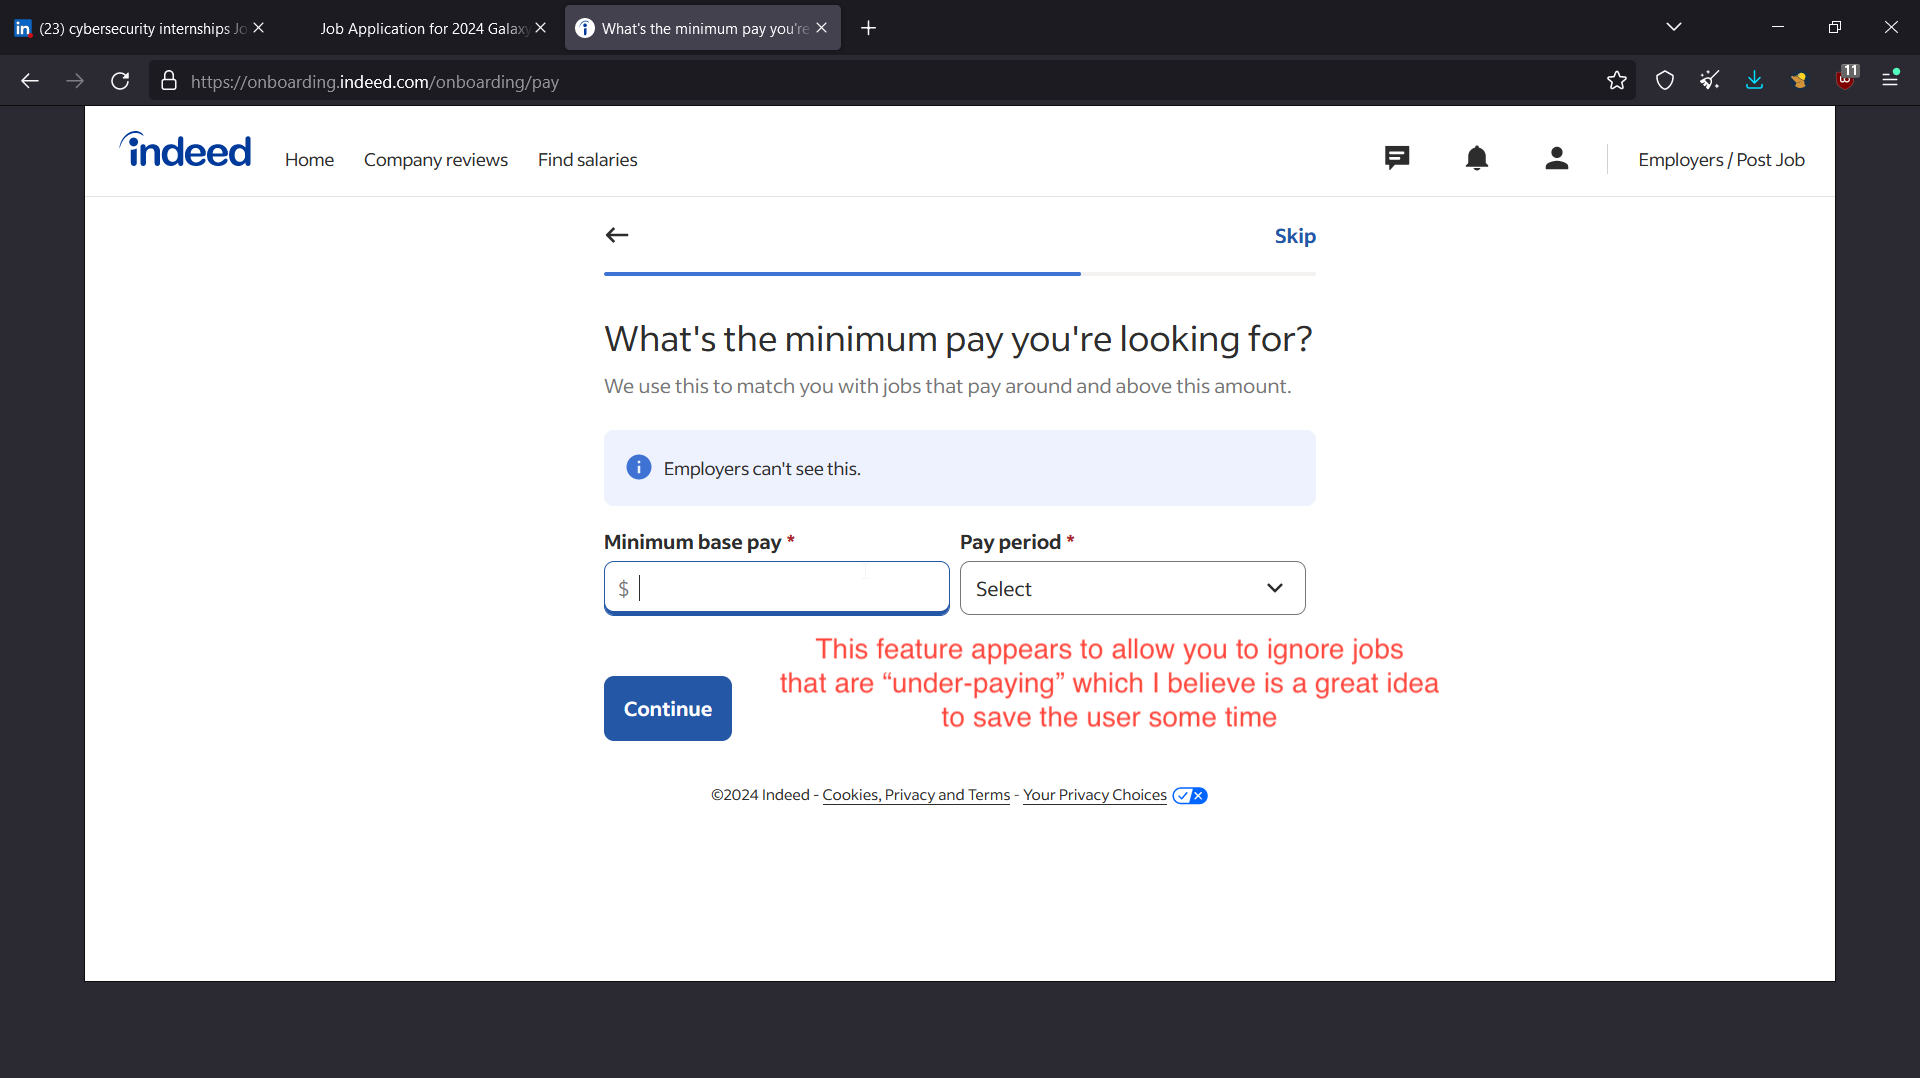 (23) cybersecurity internships Jo
Job Application for 2024 Galaxy
What's the minimum pay you're
https://onboarding.indeed.com/onboarding/pay
11
indeed
Home
Company reviews
Find salaries
Employers / Post Job
Skip
What's the minimum pay you're looking for?
We use this to match you with jobs that pay around and above this amount.
Employers can't see this.
Minimum base pay *
Pay period *
$
Select
This feature appears to allow you to ignore jobs
that are “under-paying” which I believe is a great idea
to save the user some time
Continue
©2024 Indeed - Cookies, Privacy and Terms - Your Privacy Choices